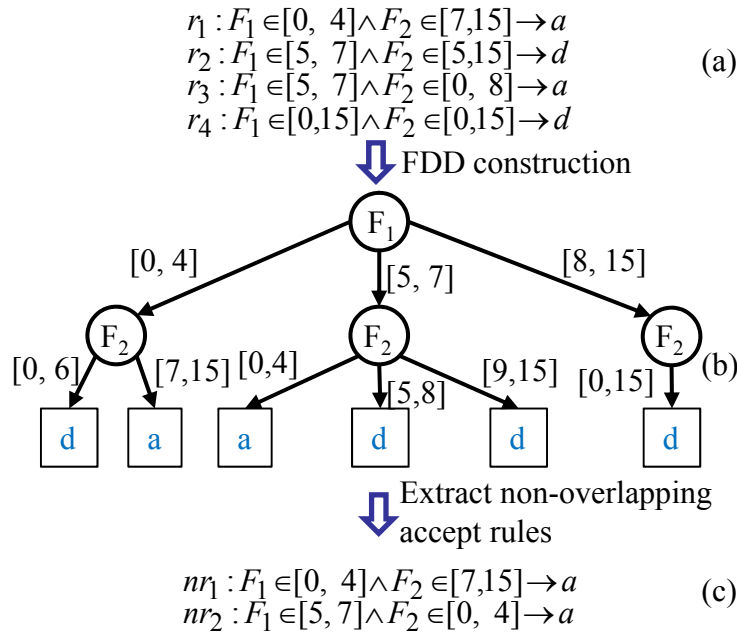 r1 : F1 ∈[0, 4]∧F2 ∈[7,15]→a
r2 : F1 ∈[5, 7]∧F2 ∈[5,15]→d
(a)
r3 : F1 ∈[5, 7]∧F2 ∈[0, 8]→a
r4 : F1 ∈[0,15]∧F2 ∈[0,15]→d
FDD construction
F1
[0, 4]
[5, 7]
[8, 15]
F2
F2
F2
[0, 6]
[7,15]
[0,4]
[5,8]
[9,15]
[0,15]
(b)
d
a
a
d
d
d
Extract non-overlapping
accept rules
nr1 : F1 ∈[0, 4]∧F2 ∈[7,15]→a
(c)
nr2 : F1 ∈[5, 7]∧F2 ∈[0, 4]→a